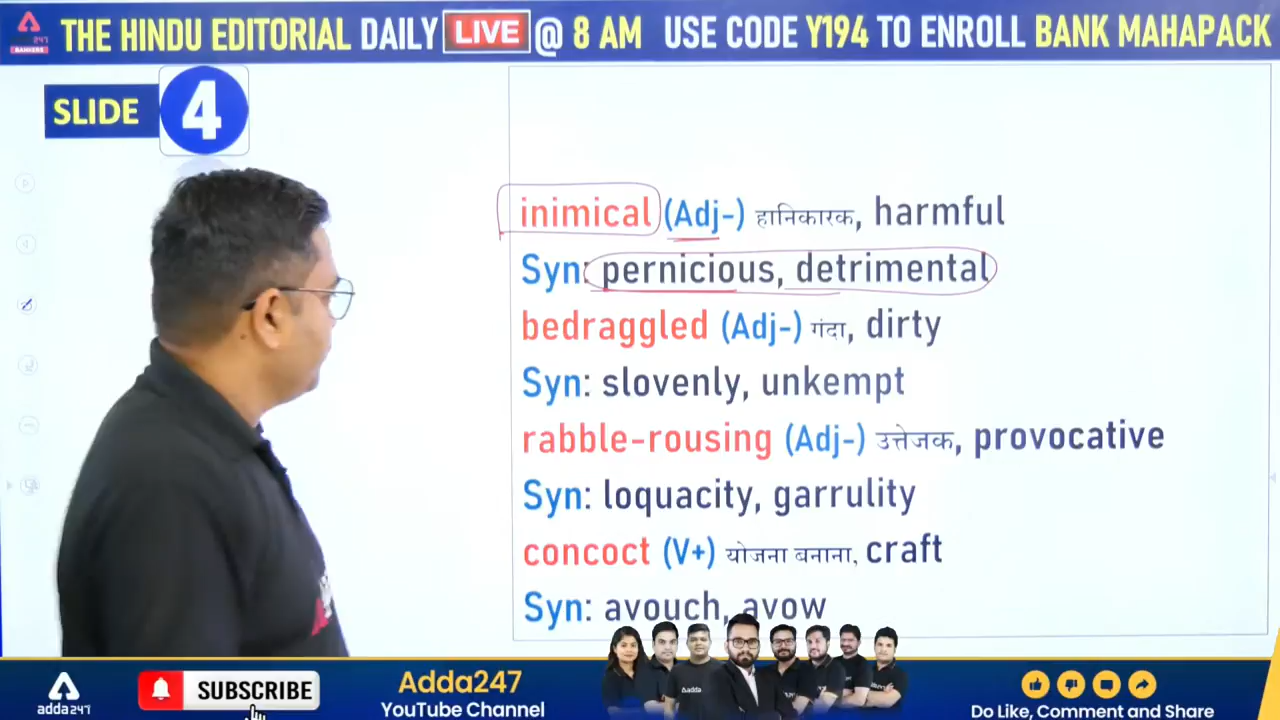 THE HINDU EDITORIAL DAILY LIVE @ 8 AM USE CODE Y194 TO ENROLL BANK MAHAPACK
247
BANKERS
SLIDE 4
inimical (Adj-) हानिकारक, harmful
Syn: pernicious, detrimental
bedraggled (Adj-) गंदा, dirty
Syn: slovenly, unkempt
rabble-rousing (Adj-) उत्तेजक, provocative
Syn: loquacity, garrulity
concoct (V+) योजना बनाना, craft
Syn: avouch, avow
adda247
SUBSCRIBE
Adda247
YouTube Channel
Do Like, Comment and Share